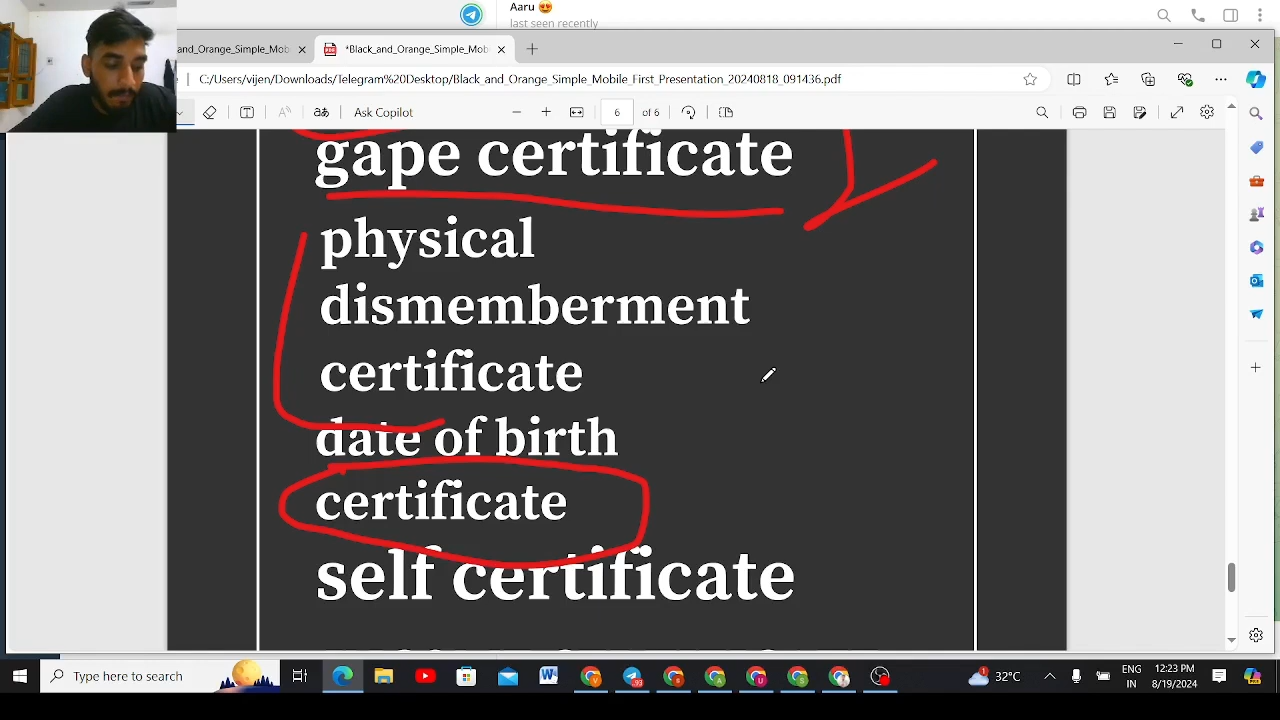 Aaru 😍
last seen recently
and_Orange_Simple_Mob
*Black_and_Orange_Simple_Mob
C:/Users/vijen/Downloads/Telegram%20Desktop/Black_and_Orange_Simple_Mobile_First_Presentation_20240818_091436.pdf
Ask Copilot
6 of 6
gape certificate
physical
dismemberment
certificate
date of birth
certificate
self certificate
Type here to search
32°C
ENG
IN
12:23 PM
8/19/2024